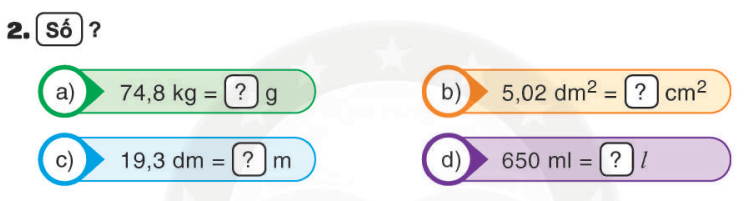 2. Số ?
a) 74,8 kg = ? g
b) 5,02 dm² = ? cm²
c) 19,3 dm = ? m
d) 650 ml = ? l